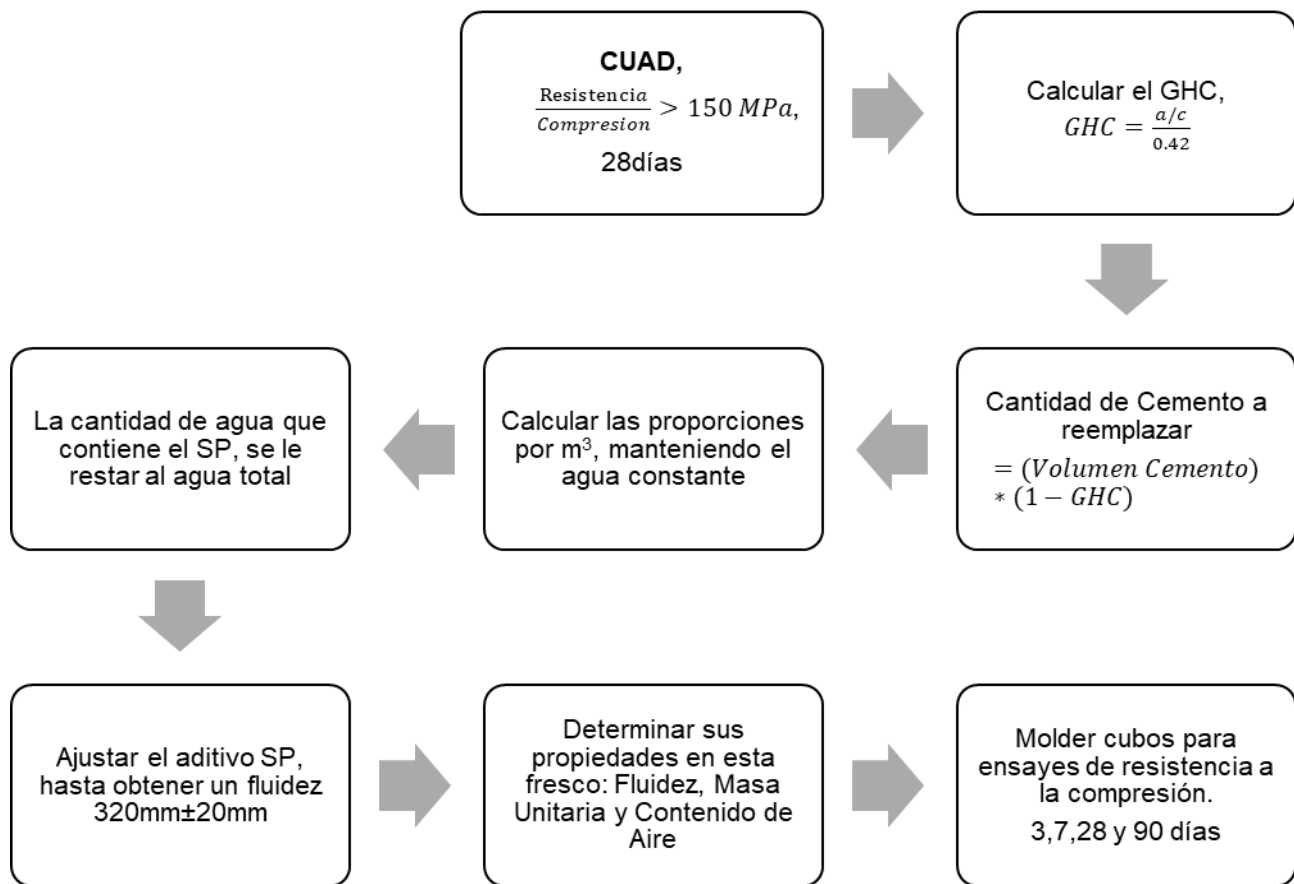 CUAD,
Resistencia/Compresion > 150 MPa,
28días
Calcular el GHC,
GHC = a/c / 0.42
Cantidad de Cemento a
reemplazar
= (Volumen Cemento)
* (1 − GHC)
Calcular las proporciones
por m³, manteniendo el
agua constante
La cantidad de agua que
contiene el SP, se le
restar al agua total
Ajustar el aditivo SP,
hasta obtener un fluidez
320mm±20mm
Determinar sus
propiedades en esta
fresco: Fluidez, Masa
Unitaria y Contenido de
Aire
Molder cubos para
ensayes de resistencia a
la compresión.
3,7,28 y 90 días